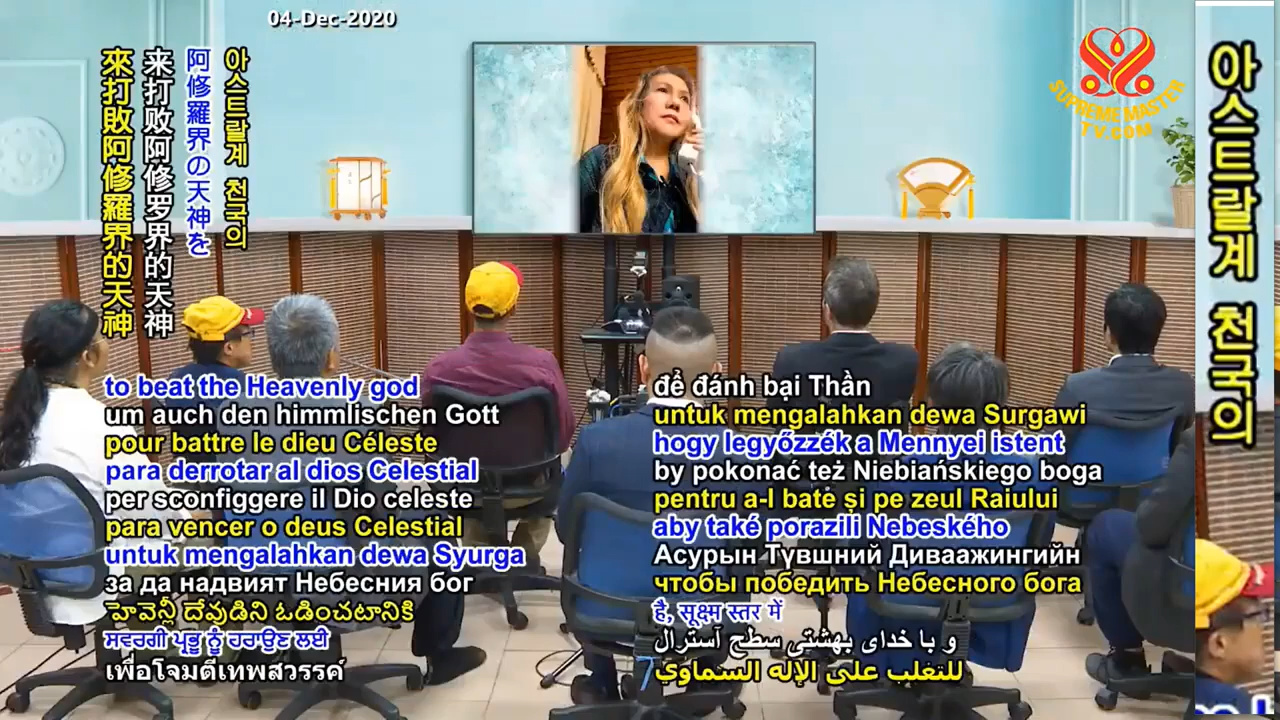 04-Dec-2020
SUPREME MASTER
TV.COM
아스트랄계 천국의
阿修羅界の天神を
来打败阿修罗界的天神
來打敗阿修羅界的天神
to beat the Heavenly god
um auch den himmlischen Gott
pour battre le dieu Céleste
para derrotar al dios Celestial
per sconfiggere il Dio celeste
para vencer o deus Celestial
untuk mengalahkan dewa Syurga
за да надвият Небесния бог
హెవెన్లీ దేవుడిని ఓడించటానికి
ਸਵਰਗੀ ਪ੍ਰਭੂ ਨੂੰ ਹਰਾਉਣ ਲਈ
เพื่อโจมตีเทพสวรรค์
để đánh bại Thần
untuk mengalahkan dewa Surgawi
hogy legyőzzék a Mennyei istent
by pokonać też Niebiańskiego boga
pentru a-l bate și pe zeul Raiului
aby také porazili Nebeského
Асурын Түвшний Диваажингийн
чтобы победить Небесного бога
है, सूक्ष्म स्तर में
و با خدای بهشتی سطح آسترال
للتغلب على الإله السماوي
아스트랄계 천국의